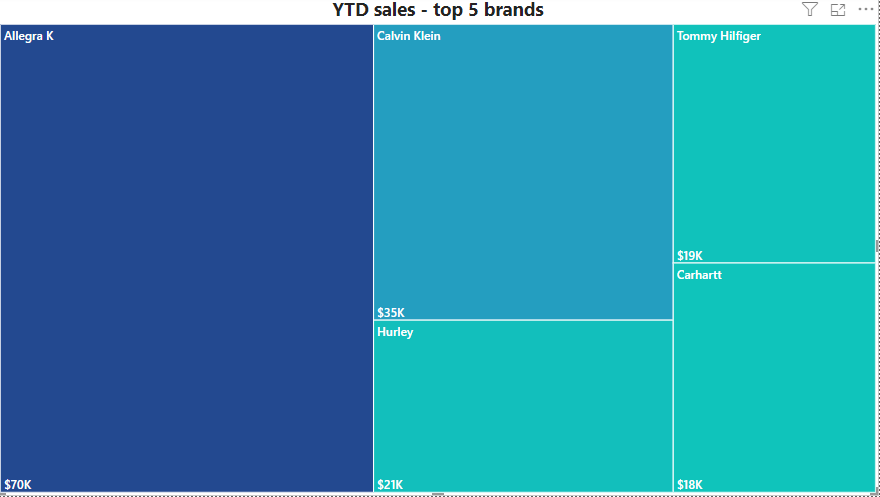 YTD sales - top 5 brands
Allegra K
$70K
Calvin Klein
$35K
Hurley
$21K
Tommy Hilfiger
$19K
Carhartt
$18K